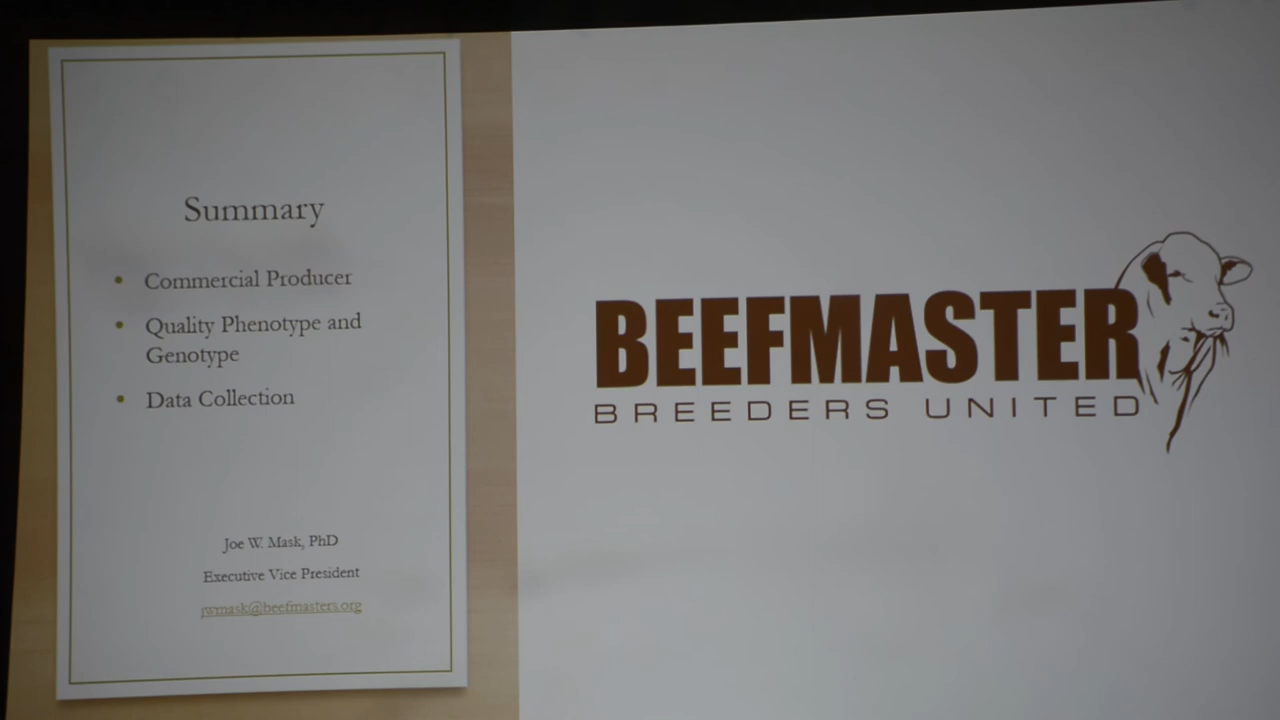 Summary
• Commercial Producer
• Quality Phenotype and
Genotype
• Data Collection
Joe W. Mask, PhD
Executive Vice President
jwmask@beefmasters.org
BEEFMASTER
BREEDERS UNITED